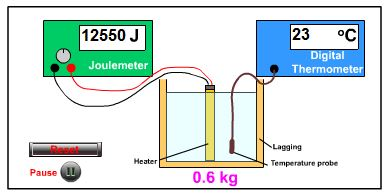 12550 J
Joulemeter
23 °C
Digital
Thermometer
Reset
Pause
Heater
Lagging
Temperature probe
0.6 kg